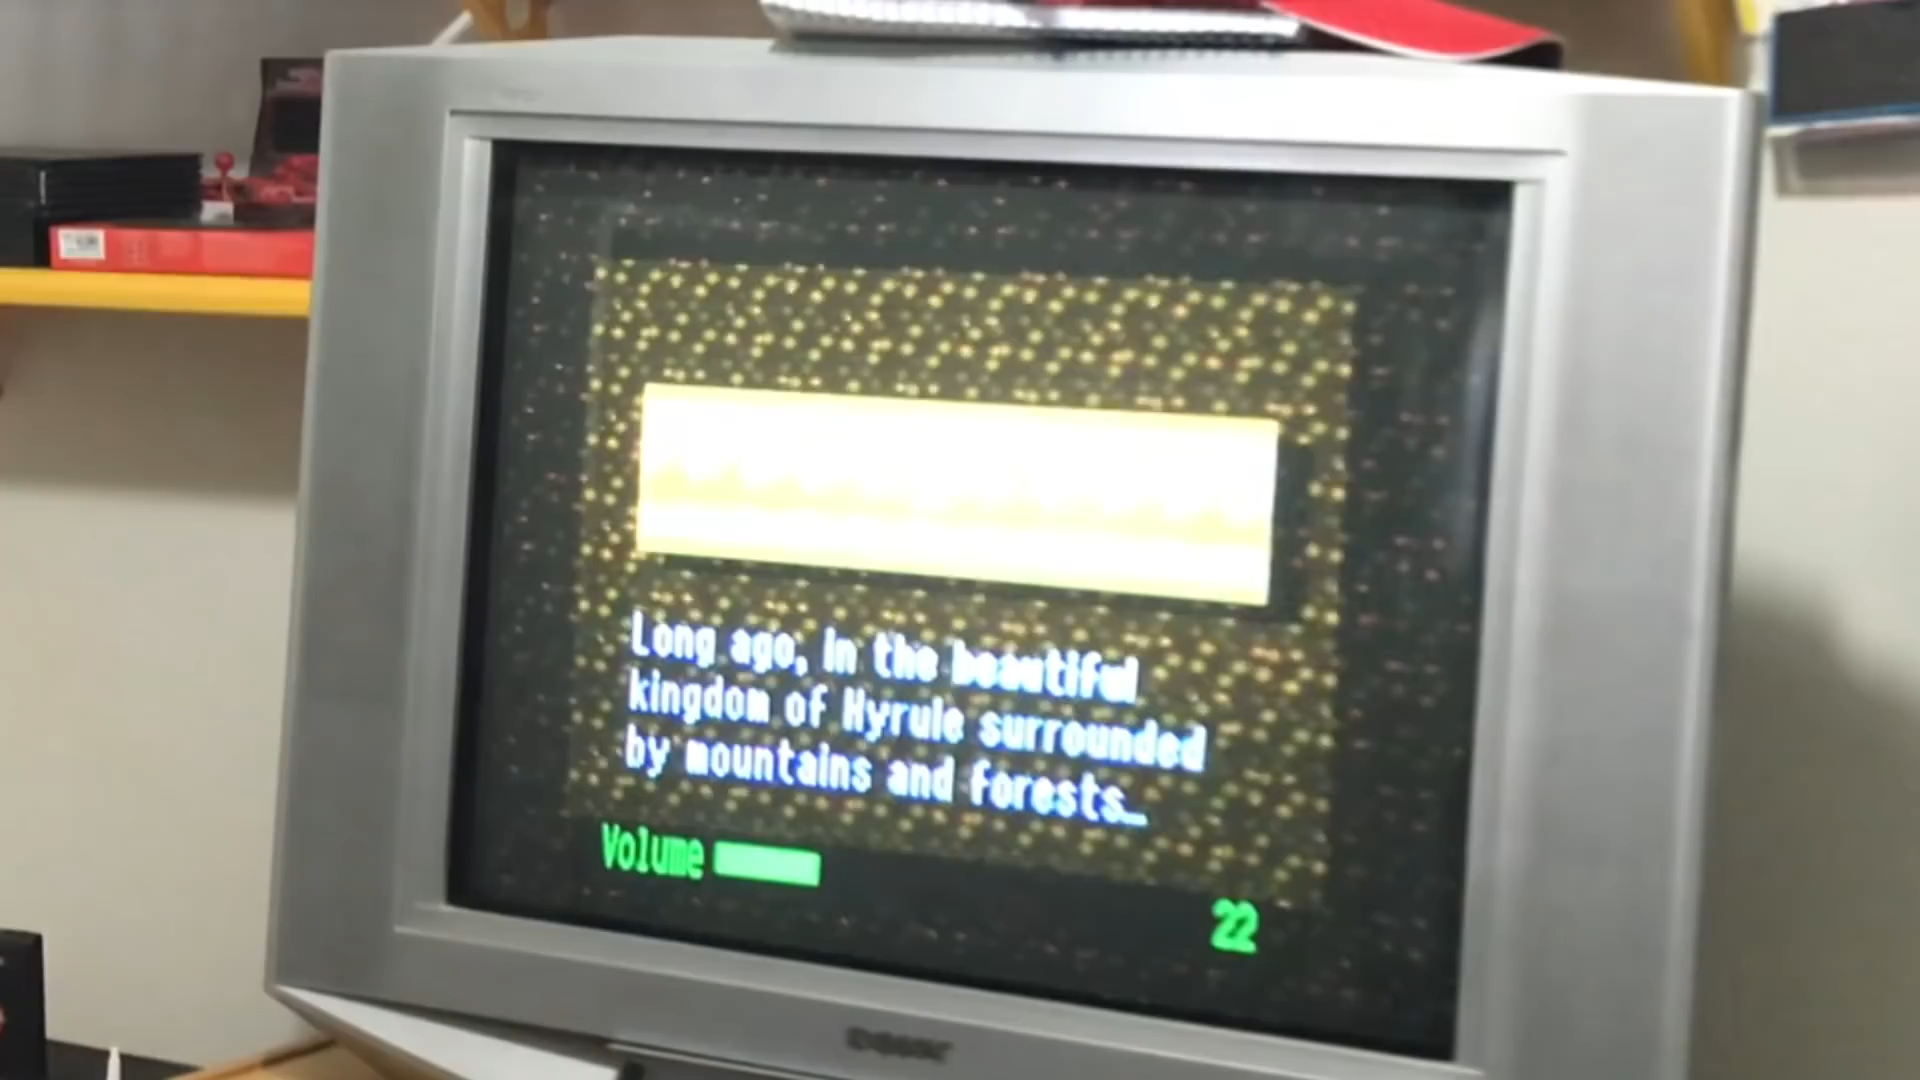 Long ago, in the beautiful
kingdom of Hyrule surrounded
by mountains and forests…
Volume
22